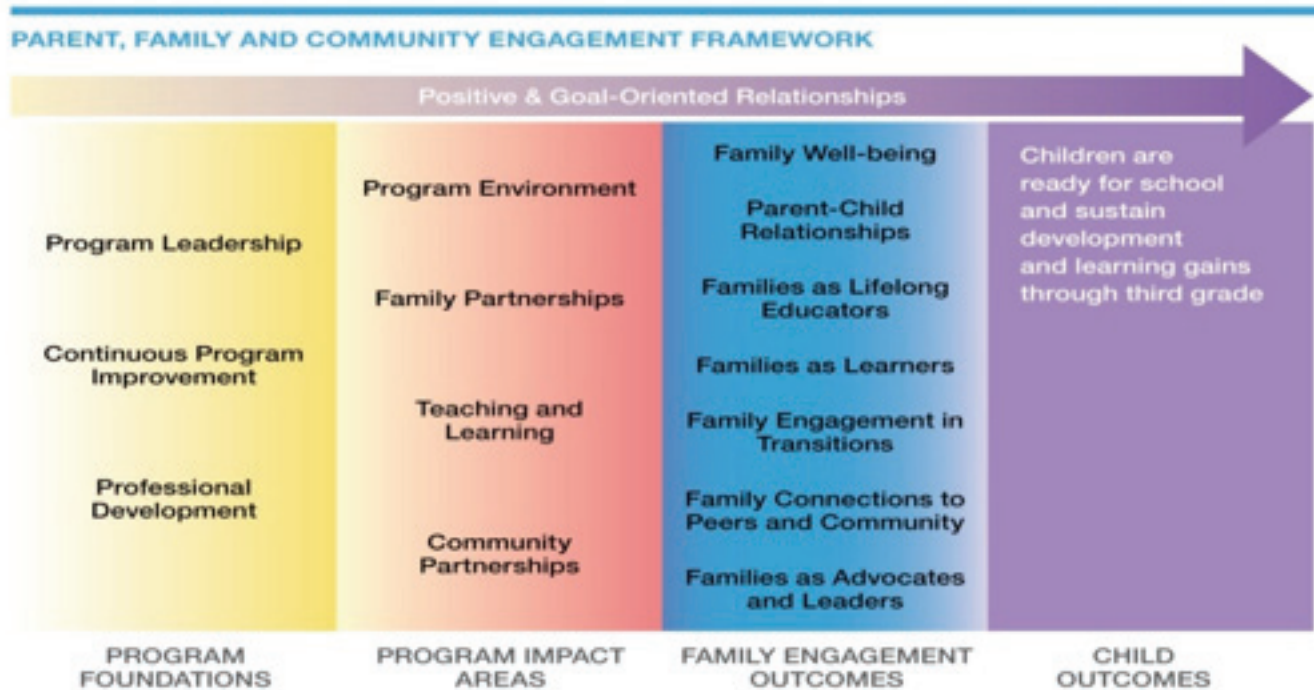 PARENT, FAMILY AND COMMUNITY ENGAGEMENT FRAMEWORK
Positive & Goal-Oriented Relationships
Program Leadership
Continuous Program
Improvement
Professional
Development
PROGRAM
FOUNDATIONS
Program Environment
Family Partnerships
Teaching and
Learning
Community
Partnerships
PROGRAM IMPACT
AREAS
Family Well-being
Parent-Child
Relationships
Families as Lifelong
Educators
Families as Learners
Family Engagement in
Transitions
Family Connections to
Peers and Community
Families as Advocates
and Leaders
FAMILY ENGAGEMENT
OUTCOMES
Children are
ready for school
and sustain
development
and learning gains
through third grade
CHILD
OUTCOMES